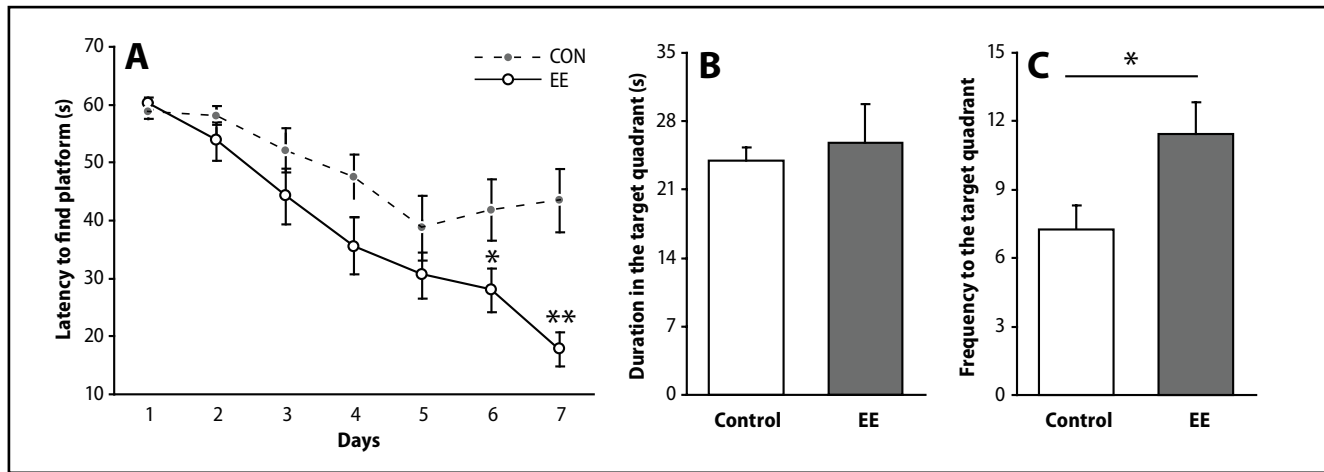 A
CON
EE
Latency to find platform (s)
70
60
50
40
30
20
10
*
**
1 2 3 4 5 6 7
Days
B
Duration in the target quadrant (s)
35
28
21
14
7
0
Control EE
C
Frequency to the target quadrant
15
12
9
6
3
0
*
Control EE